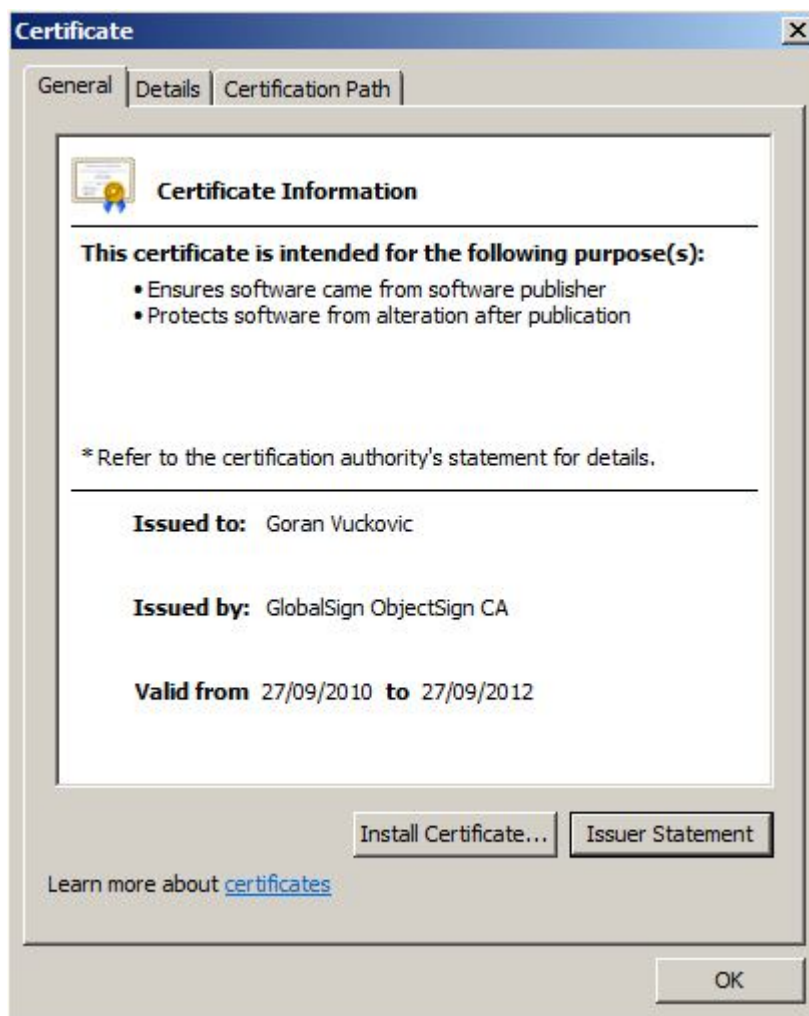 Certificate
General
Details
Certification Path
Certificate Information
This certificate is intended for the following purpose(s):
• Ensures software came from software publisher
• Protects software from alteration after publication
* Refer to the certification authority's statement for details.
Issued to: Goran Vuckovic
Issued by: GlobalSign ObjectSign CA
Valid from 27/09/2010 to 27/09/2012
Install Certificate...
Issuer Statement
Learn more about certificates
OK